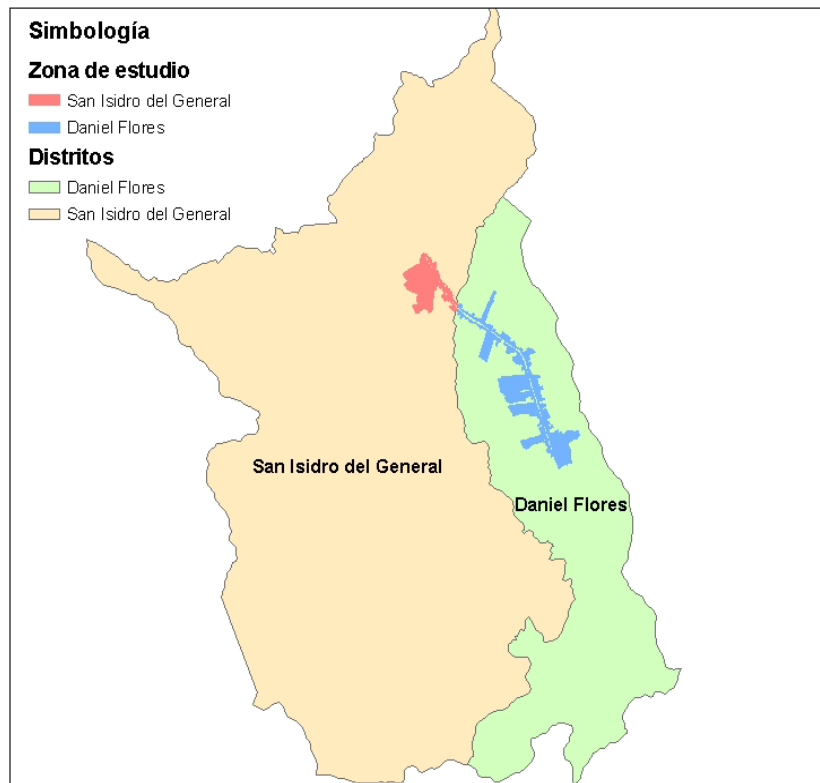 Simbología
Zona de estudio
San Isidro del General
Daniel Flores
Distritos
Daniel Flores
San Isidro del General
San Isidro del General
Daniel Flores